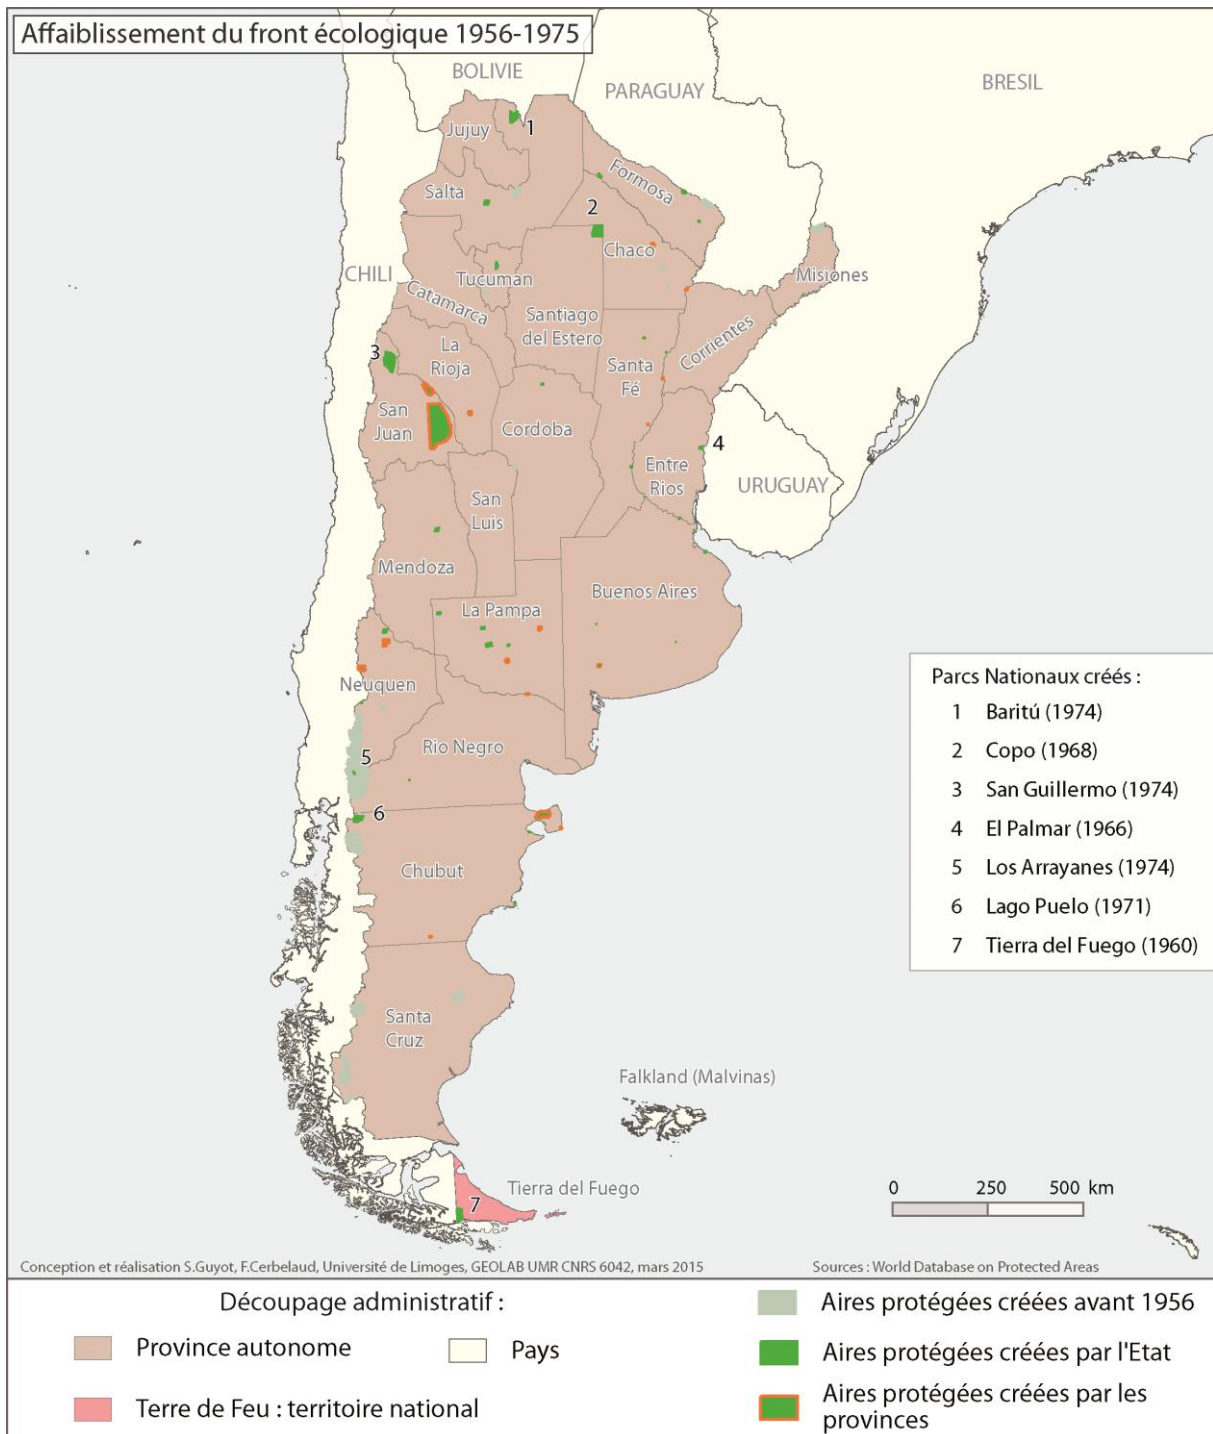 Affaiblissement du front écologique 1956-1975
BOLIVIE
PARAGUAY
BRESIL
Jujuy
1
Formosa
Salta
2
Chaco
CHILI
Tucuman
Misiones
Catamarca
Santiago
del Estero
Corrientes
3
La
Rioja
Santa
Fé
San
Juan
Cordoba
4
Entre
Rios
URUGUAY
San
Luis
Mendoza
La Pampa
Buenos Aires
Neuquen
5
Rio Negro
6
Chubut
Santa
Cruz
Falkland (Malvinas)
Tierra del Fuego
7
Parcs Nationaux créés :
1 Baritú (1974)
2 Copo (1968)
3 San Guillermo (1974)
4 El Palmar (1966)
5 Los Arrayanes (1974)
6 Lago Puelo (1971)
7 Tierra del Fuego (1960)
0 250 500 km
Conception et réalisation S.Guyot, F.Cerbelaud, Université de Limoges, GEOLAB UMR CNRS 6042, mars 2015
Sources : World Database on Protected Areas
Découpage administratif :
Province autonome
Pays
Terre de Feu : territoire national
Aires protégées créées avant 1956
Aires protégées créées par l'Etat
Aires protégées créées par les
provinces